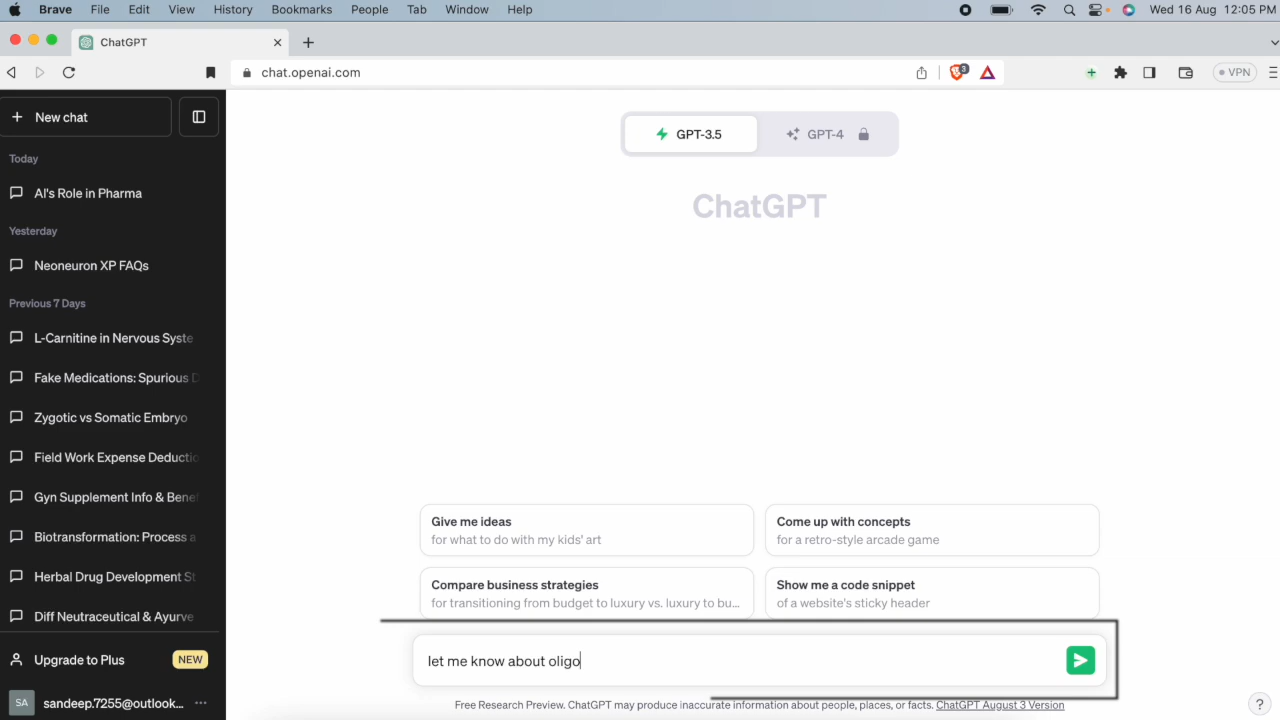 Brave File Edit View History Bookmarks People Tab Window Help Wed 16 Aug 12:05 PM
ChatGPT
chat.openai.com 3 VPN
New chat
Today
AI's Role in Pharma
Yesterday
Neoneuron XP FAQs
Previous 7 Days
L-Carnitine in Nervous Syste
Fake Medications: Spurious D
Zygotic vs Somatic Embryo
Field Work Expense Deductio
Gyn Supplement Info & Benef
Biotransformation: Process a
Herbal Drug Development St
Diff Neutraceutical & Ayurve
Upgrade to Plus NEW
SA sandeep.7255@outlook... ...
GPT-3.5 GPT-4
ChatGPT
Give me ideas
for what to do with my kids' art
Come up with concepts
for a retro-style arcade game
Compare business strategies
for transitioning from budget to luxury vs. luxury to bu...
Show me a code snippet
of a website's sticky header
let me know about oligo
Free Research Preview. ChatGPT may produce inaccurate information about people, places, or facts. ChatGPT August 3 Version
?